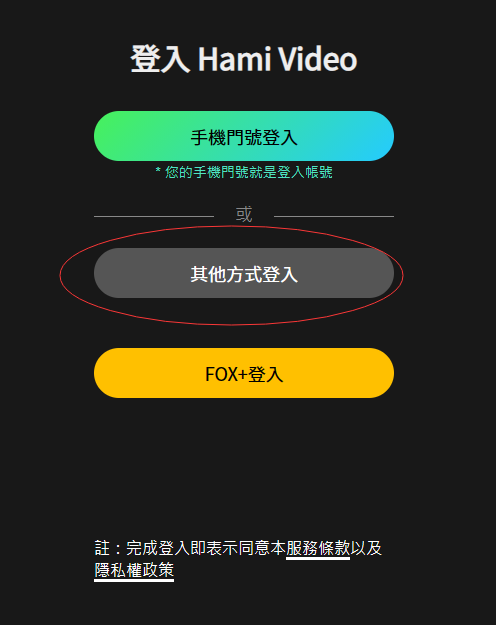 登入 Hami Video
手機門號登入
* 您的手機門號就是登入帳號
或
其他方式登入
FOX+登入
註：完成登入即表示同意本服務條款以及
隱私權政策